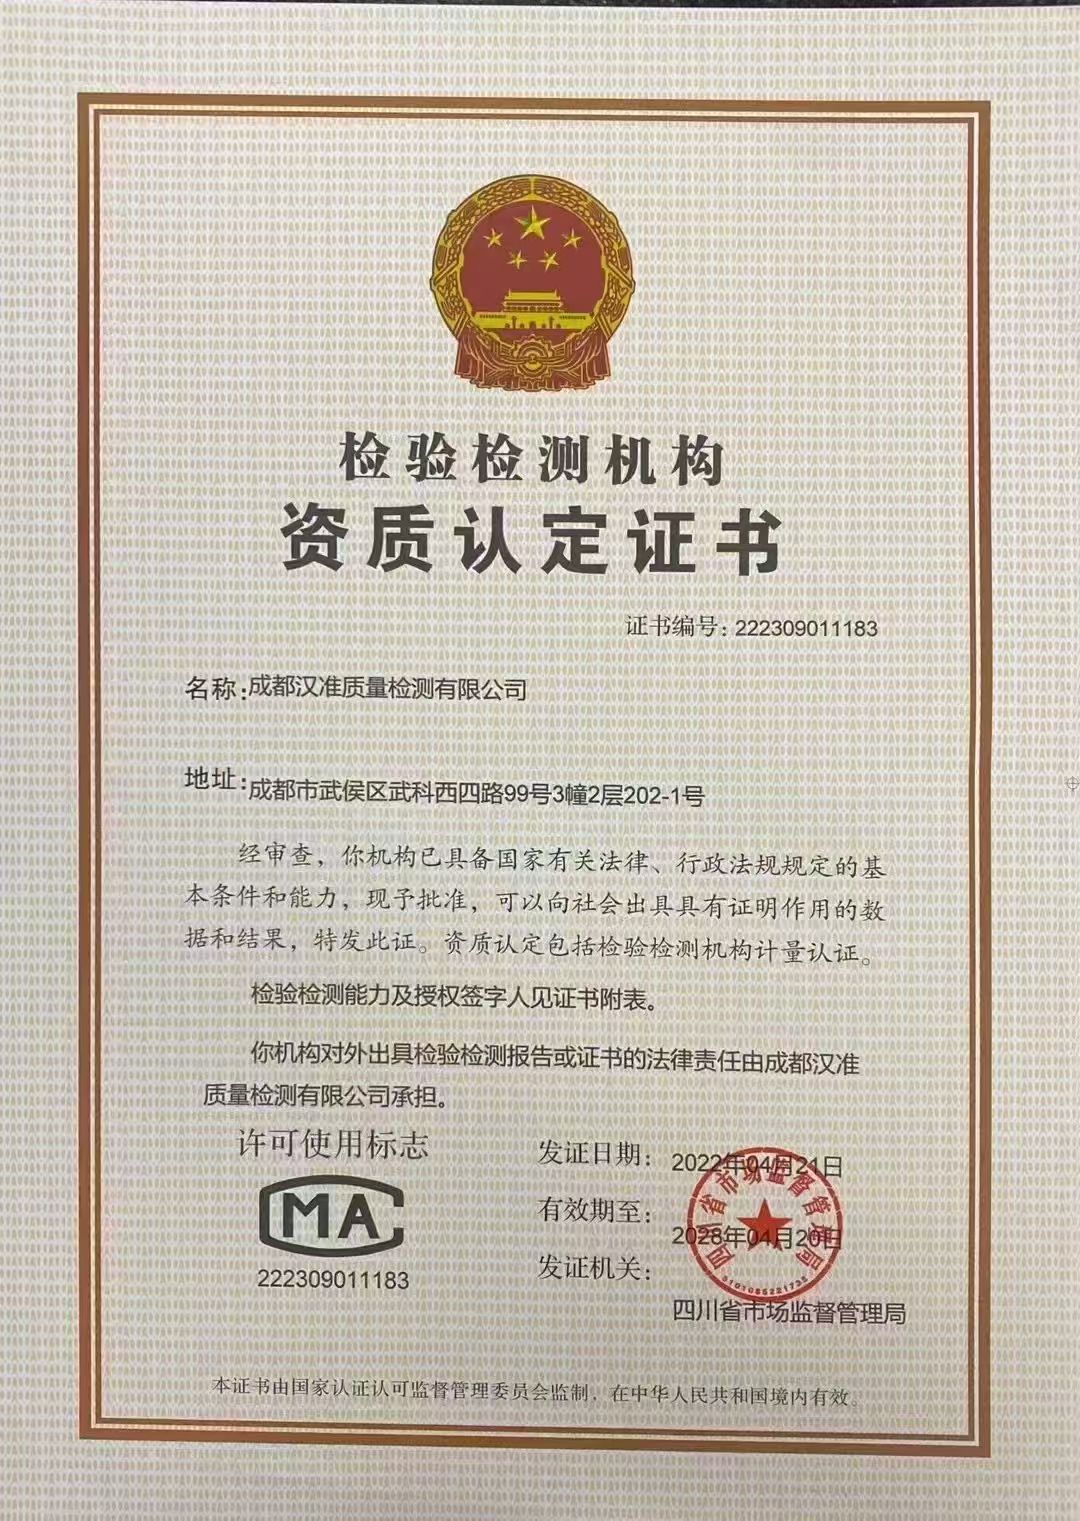 检验检测机构
资质认定证书
证书编号：222309011183
名称：成都汉准质量检测有限公司
地址：成都市武侯区武科西四路99号3幢2层202-1号
经审查，你机构已具备国家有关法律、行政法规规定的基
本条件和能力，现予批准，可以向社会出具具有证明作用的数
据和结果，特发此证。资质认定包括检验检测机构计量认证。
检验检测能力及授权签字人见证书附表。
你机构对外出具检验检测报告或证书的法律责任由成都汉准
质量检测有限公司承担。
许可使用标志
MA
222309011183
发证日期：2022年04月21日
有效期至：2028年04月20日
发证机关：
四川省市场监督管理局
四川省市场监督管理局
5101085221735
本证书由国家认证认可监督管理委员会监制，在中华人民共和国境内有效。